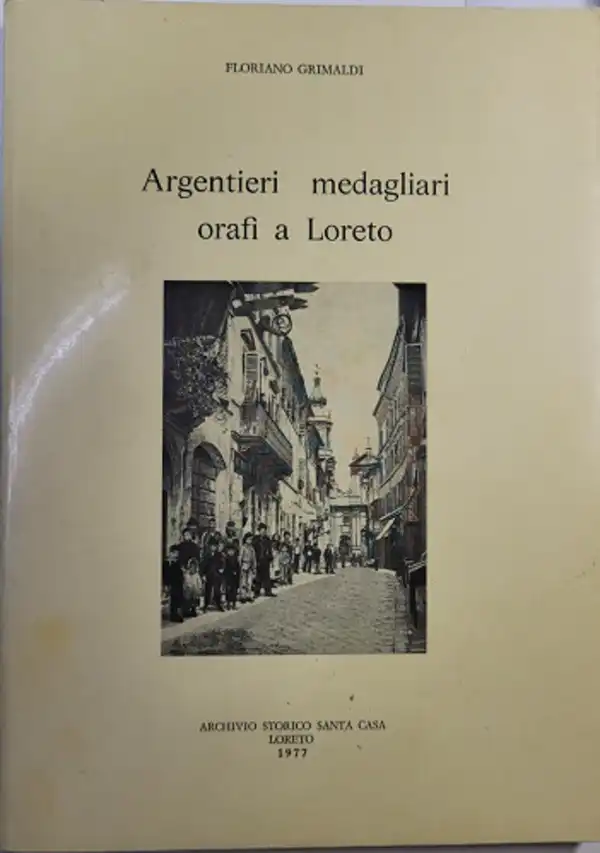 FLORIANO GRIMALDI
Argentieri medagliari
orafi a Loreto
ARCHIVIO STORICO SANTA CASA
LORETO
1977